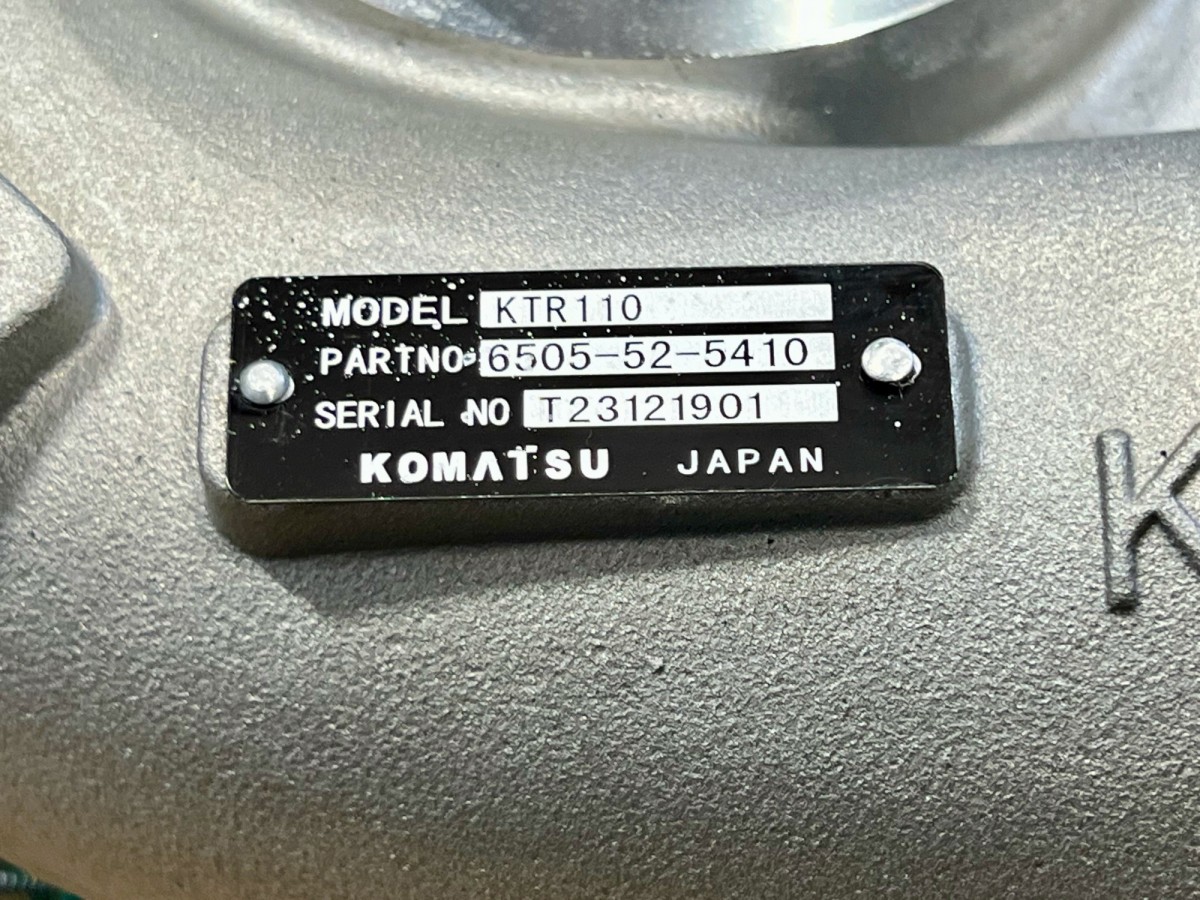 MODEL KTR110
PARTNO 6505-52-5410
SERIAL NO T23121901
KOMATSU JAPAN
K